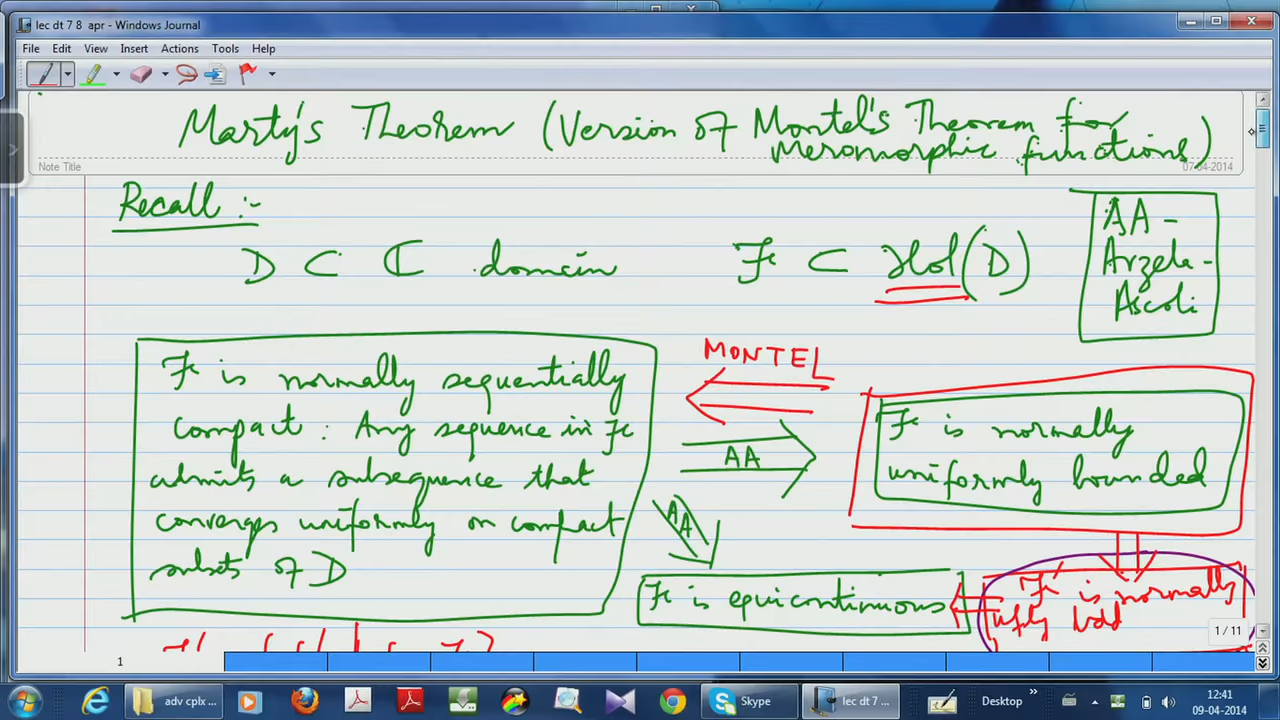 lec dt 7 8 apr - Windows Journal
File Edit View Insert Actions Tools Help
Marty's Theorem (Version of Montel's Theorem for
Meromorphic functions)
Note Title
07-04-2014
Recall :-
D ⊂ ℂ domain ℱ ⊂ Hol(D)
AA -
Arzela -
Ascoli
ℱ is normally sequentially
compact : Any sequence in ℱ
admits a subsequence that
converges uniformly on compact
subsets of D
MONTEL
AA
ℱ is normally
uniformly bounded
AA
ℱ is equicontinuous
ℱ' is normally
ufly bdd
1 / 11
1
adv cplx ...
Skype
lec dt 7 ...
Desktop
12:41
09-04-2014